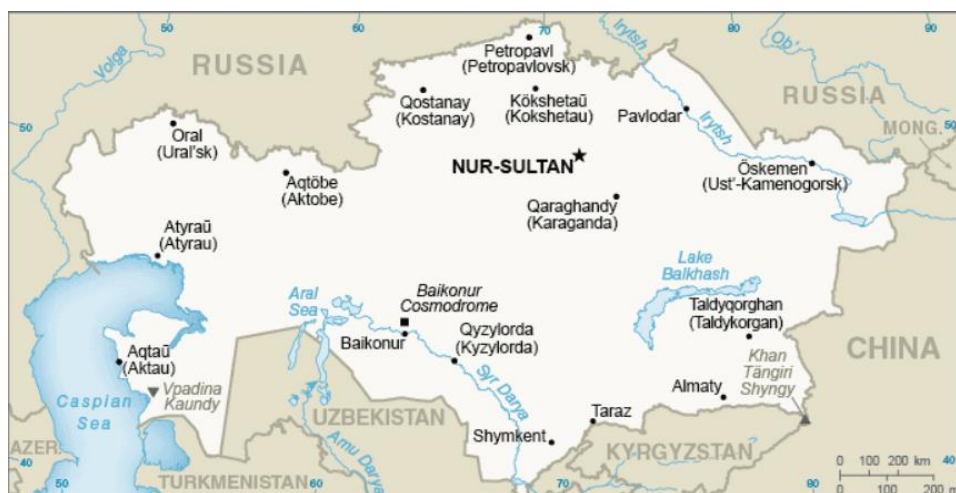 50
60
70
80
90
Volga
RUSSIA
Petropavl
(Petropavlovsk)
Irytsh
Ob'
Qostanay
(Kostanay)
Kökshetaū
(Kokshetau)
Pavlodar
Irytsh
RUSSIA
50
50
MONG.
Oral
(Ural'sk)
NUR-SULTAN
Öskemen
(Ust'-Kamenogorsk)
Aqtöbe
(Aktobe)
Qaraghandy
(Karaganda)
Atyraū
(Atyrau)
Lake
Balkhash
Aral
Sea
Baikonur
Cosmodrome
Taldyqorghan
(Taldykorgan)
Baikonur
Qyzylorda
(Kyzylorda)
CHINA
Aqtaū
(Aktau)
Khan
Tängiri
Shyngy
Caspian
Sea
Vpadina
Kaundy
Syr Darya
Almaty
UZBEKISTAN
Taraz
Shymkent
AZER.
Amu Darya
KYRGYZSTAN
40
40
TURKMENISTAN
0 100 200 km
0 100 200 m
50
60
70
80